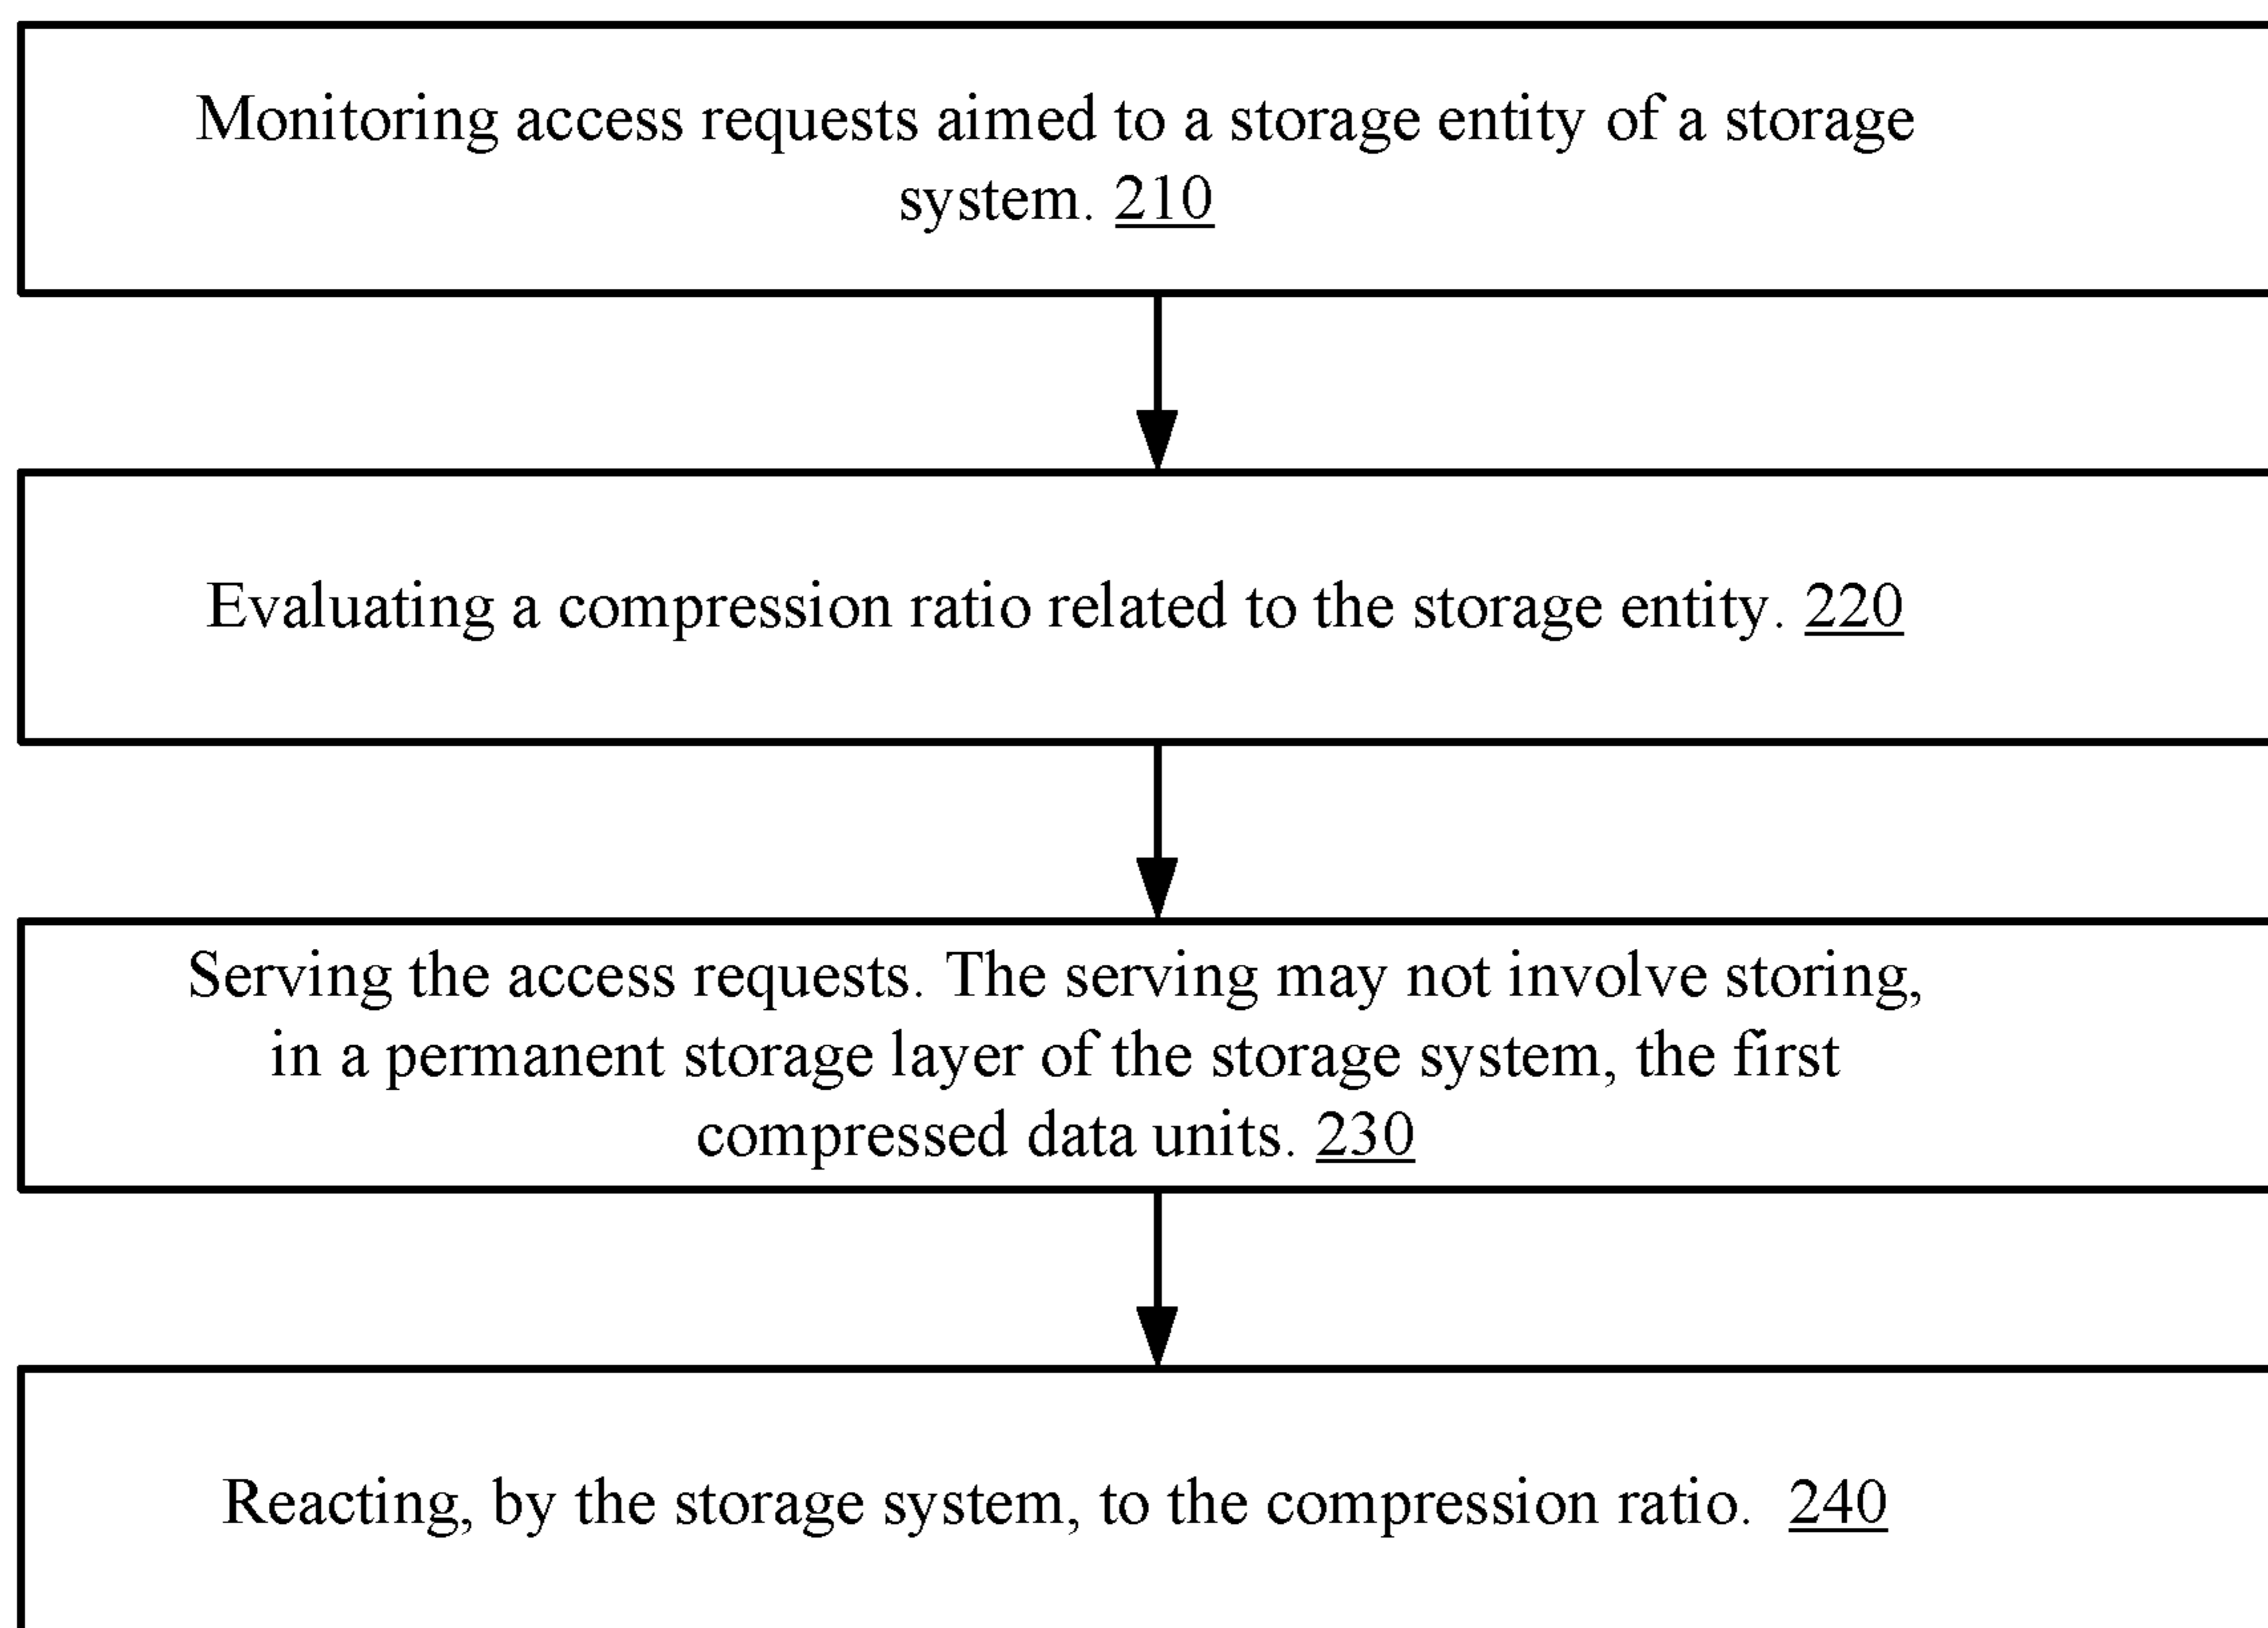 Monitoring access requests aimed to a storage entity of a storage
system. 210
Evaluating a compression ratio related to the storage entity. 220
Serving the access requests. The serving may not involve storing,
in a permanent storage layer of the storage system, the first
compressed data units. 230
Reacting, by the storage system, to the compression ratio. 240